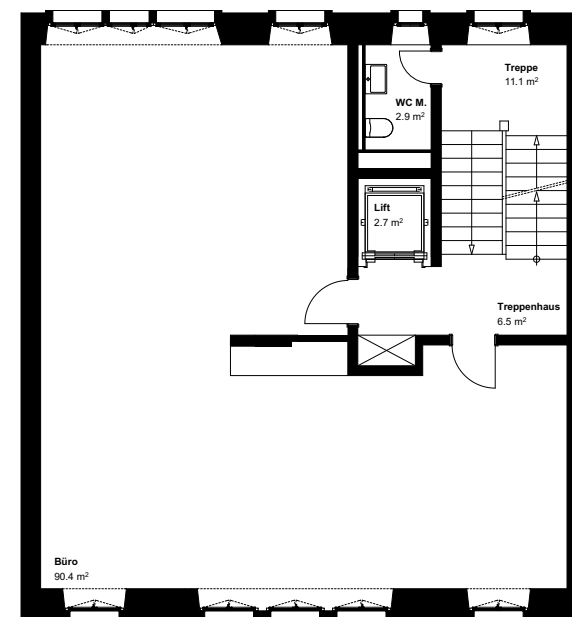 Treppe
11.1 m²
WC M.
2.9 m²
Lift
2.7 m²
Treppenhaus
6.5 m²
Büro
90.4 m²